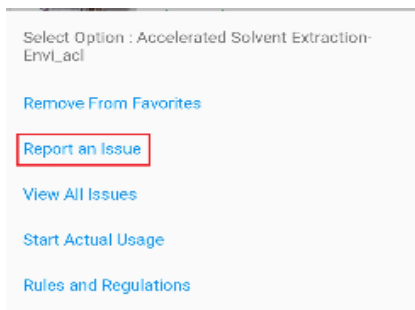 Select Option : Accelerated Solvent Extraction-
Envi_acl
Remove From Favorites
Report an Issue
View All Issues
Start Actual Usage
Rules and Regulations